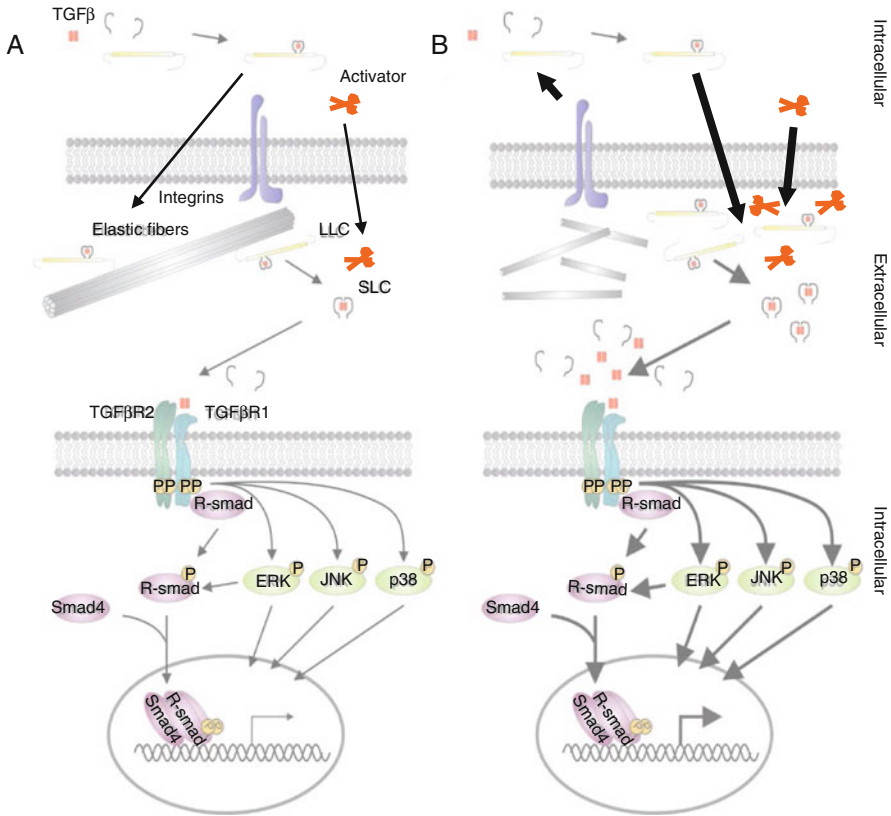 A
TGFβ
Activator
Integrins
Elastic fibers
LLC
SLC
TGFβR2
TGFβR1
PP PP
R-smad
P
R-smad
P
ERK
P
JNK
P
p38
Smad4
R-smad
Smad4
B
PP PP
R-smad
P
R-smad
P
ERK
P
JNK
P
p38
Smad4
R-smad
Smad4
Intracellular
Extracellular
Intracellular